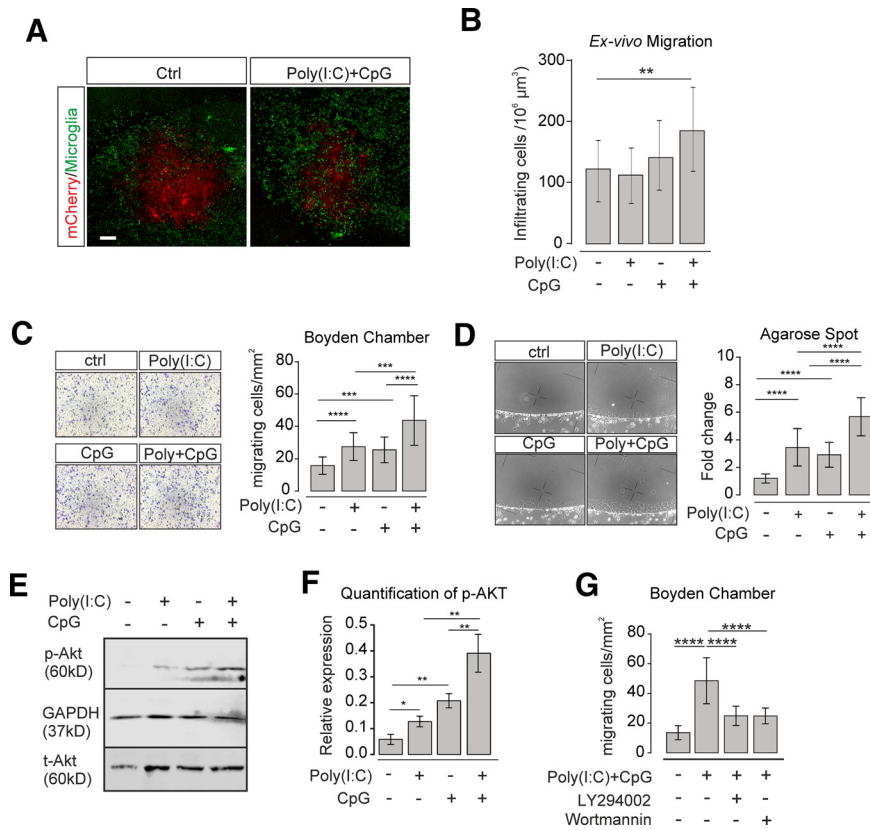 A
Ctrl
Poly(I:C)+CpG
mCherry/Microglia
B
Ex-vivo Migration
Infiltrating cells /10⁶ µm³)
300
200
100
0
**
Poly(I:C) - + - +
CpG - - + +
C
ctrl
Poly(I:C)
CpG
Poly+CpG
Boyden Chamber
migrating cells/mm²
80
60
40
20
0
***
*** ****
****
Poly(I:C) - + - +
CpG - - + +
D
ctrl
Poly(I:C)
CpG
Poly+CpG
Agarose Spot
Fold change
10
8
6
4
2
0
****
**** ****
****
Poly(I:C) - + - +
CpG - - + +
E
Poly(I:C) - + - +
CpG - - + +
p-Akt
(60kD)
GAPDH
(37kD)
t-Akt
(60kD)
F
Quantification of p-AKT
Relative expression
0.6
0.5
0.4
0.3
0.2
0.1
0.0
**
** **
*
Poly(I:C) - + - +
CpG - - + +
G
Boyden Chamber
migrating cells/mm²
80
60
40
20
0
****
**** ****
Poly(I:C)+CpG - + + +
LY294002 - - + -
Wortmannin - - - +